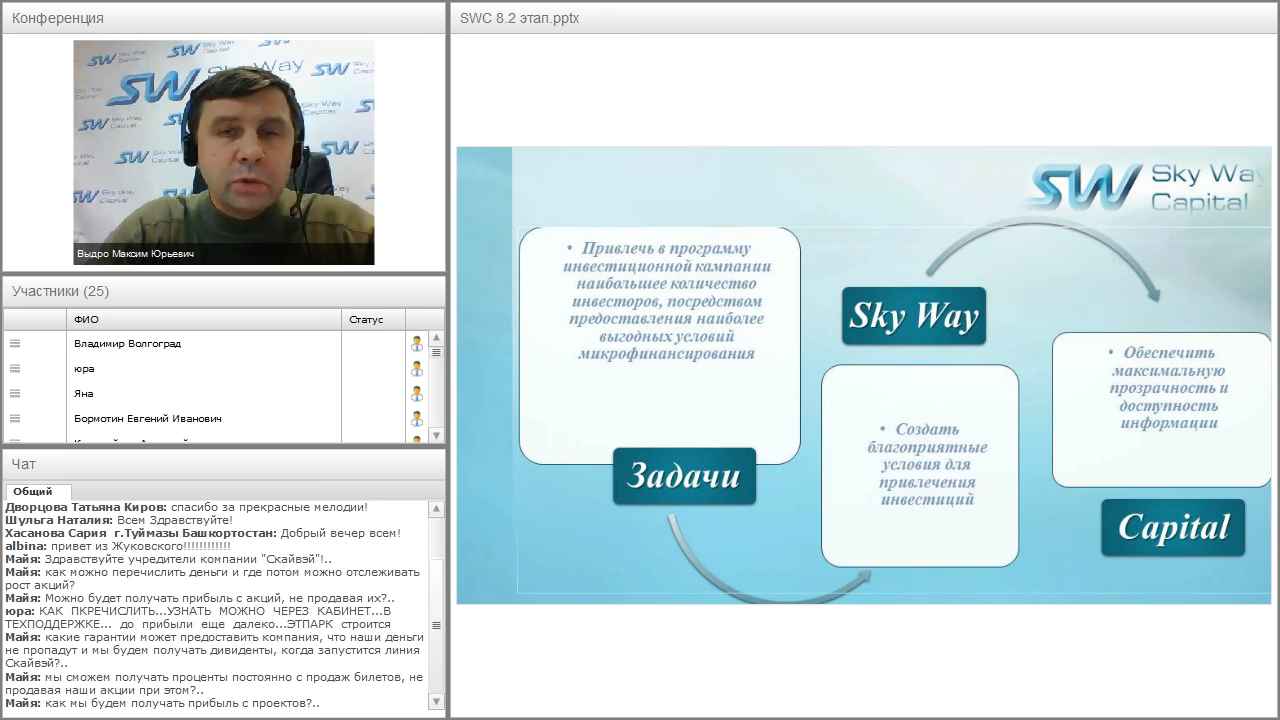 Конференция
SW Sky Way
Capital
Выдро Максим Юрьевич
Участники (25)
ФИО
Статус
Владимир Волгоград
юра
Яна
Бормотин Евгений Иванович
Чат
Общий
Дворцова Татьяна Киров: спасибо за прекрасные мелодии!
Шульга Наталия: Всем Здравствуйте!
Хасанова Сария г.Туймазы Башкортостан: Добрый вечер всем!
albina: привет из Жуковского!!!!!!!!!!!!
Майя: Здравствуйте учредители компании "Скайвэй"!..
Майя: как можно перечислить деньги и где потом можно отслеживать
рост акций?
Майя: Можно будет получать прибыль с акций, не продавая их?..
юра: КАК ПКРЕЧИСЛИТЬ...УЗНАТЬ МОЖНО ЧЕРЕЗ КАБИНЕТ...В
ТЕХПОДДЕРЖКЕ... до прибыли еще далеко...ЭТПАРК строится
Майя: какие гарантии может предоставить компания, что наши деньги
не пропадут и мы будем получать дивиденты, когда запустится линия
Скайвэй?..
Майя: мы сможем получать проценты постоянно с продаж билетов, не
продавая наши акции при этом?..
Майя: как мы будем получать прибыль с проектов?..
SWC 8.2 этап.pptx
SW Sky Way
Capital
• Привлечь в программу
инвестиционной кампании
наибольшее количество
инвесторов, посредством
предоставления наиболее
выгодных условий
микрофинансирования
Задачи
Sky Way
• Создать
благоприятные
условия для
привлечения
инвестиций
• Обеспечить
максимальную
прозрачность и
доступность
информации
Capital